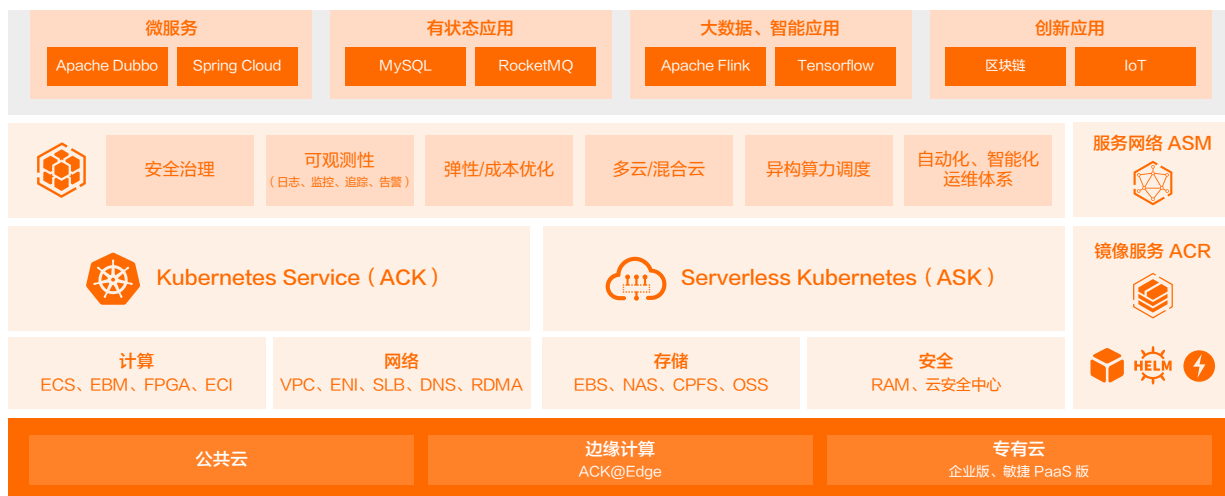 微服务
Apache Dubbo
Spring Cloud
有状态应用
MySQL
RocketMQ
大数据、智能应用
Apache Flink
Tensorflow
创新应用
区块链
IoT
安全治理
可观测性
（日志、监控、追踪、告警）
弹性/成本优化
多云/混合云
异构算力调度
自动化、智能化
运维体系
服务网络 ASM
Kubernetes Service（ACK）
Serverless Kubernetes（ASK）
镜像服务 ACR
HELM
计算
ECS、EBM、FPGA、ECI
网络
VPC、ENI、SLB、DNS、RDMA
存储
EBS、NAS、CPFS、OSS
安全
RAM、云安全中心
公共云
边缘计算
ACK@Edge
专有云
企业版、敏捷 PaaS 版